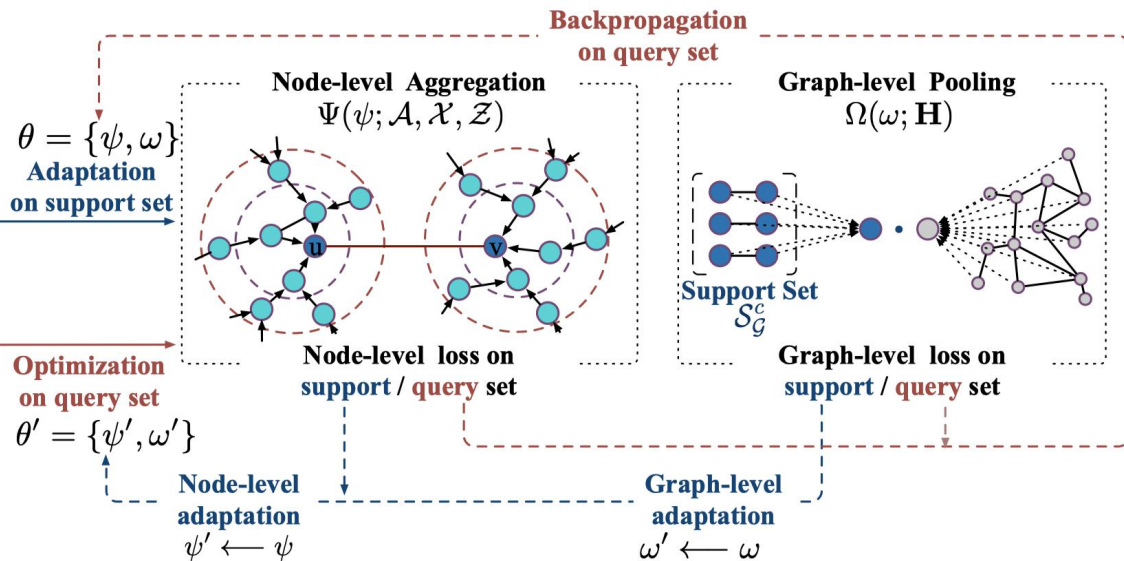 Backpropagation
on query set
Node-level Aggregation
Ψ(ψ; 𝒜, 𝒳, 𝒵)
Graph-level Pooling
Ω(ω; H)
θ = {ψ, ω}
Adaptation
on support set
u
v
Support Set
𝒮ᶜ_𝒢
Optimization
on query set
θ′ = {ψ′, ω′}
Node-level loss on
support / query set
Graph-level loss on
support / query set
Node-level
adaptation
ψ′ ⟵ ψ
Graph-level
adaptation
ω′ ⟵ ω